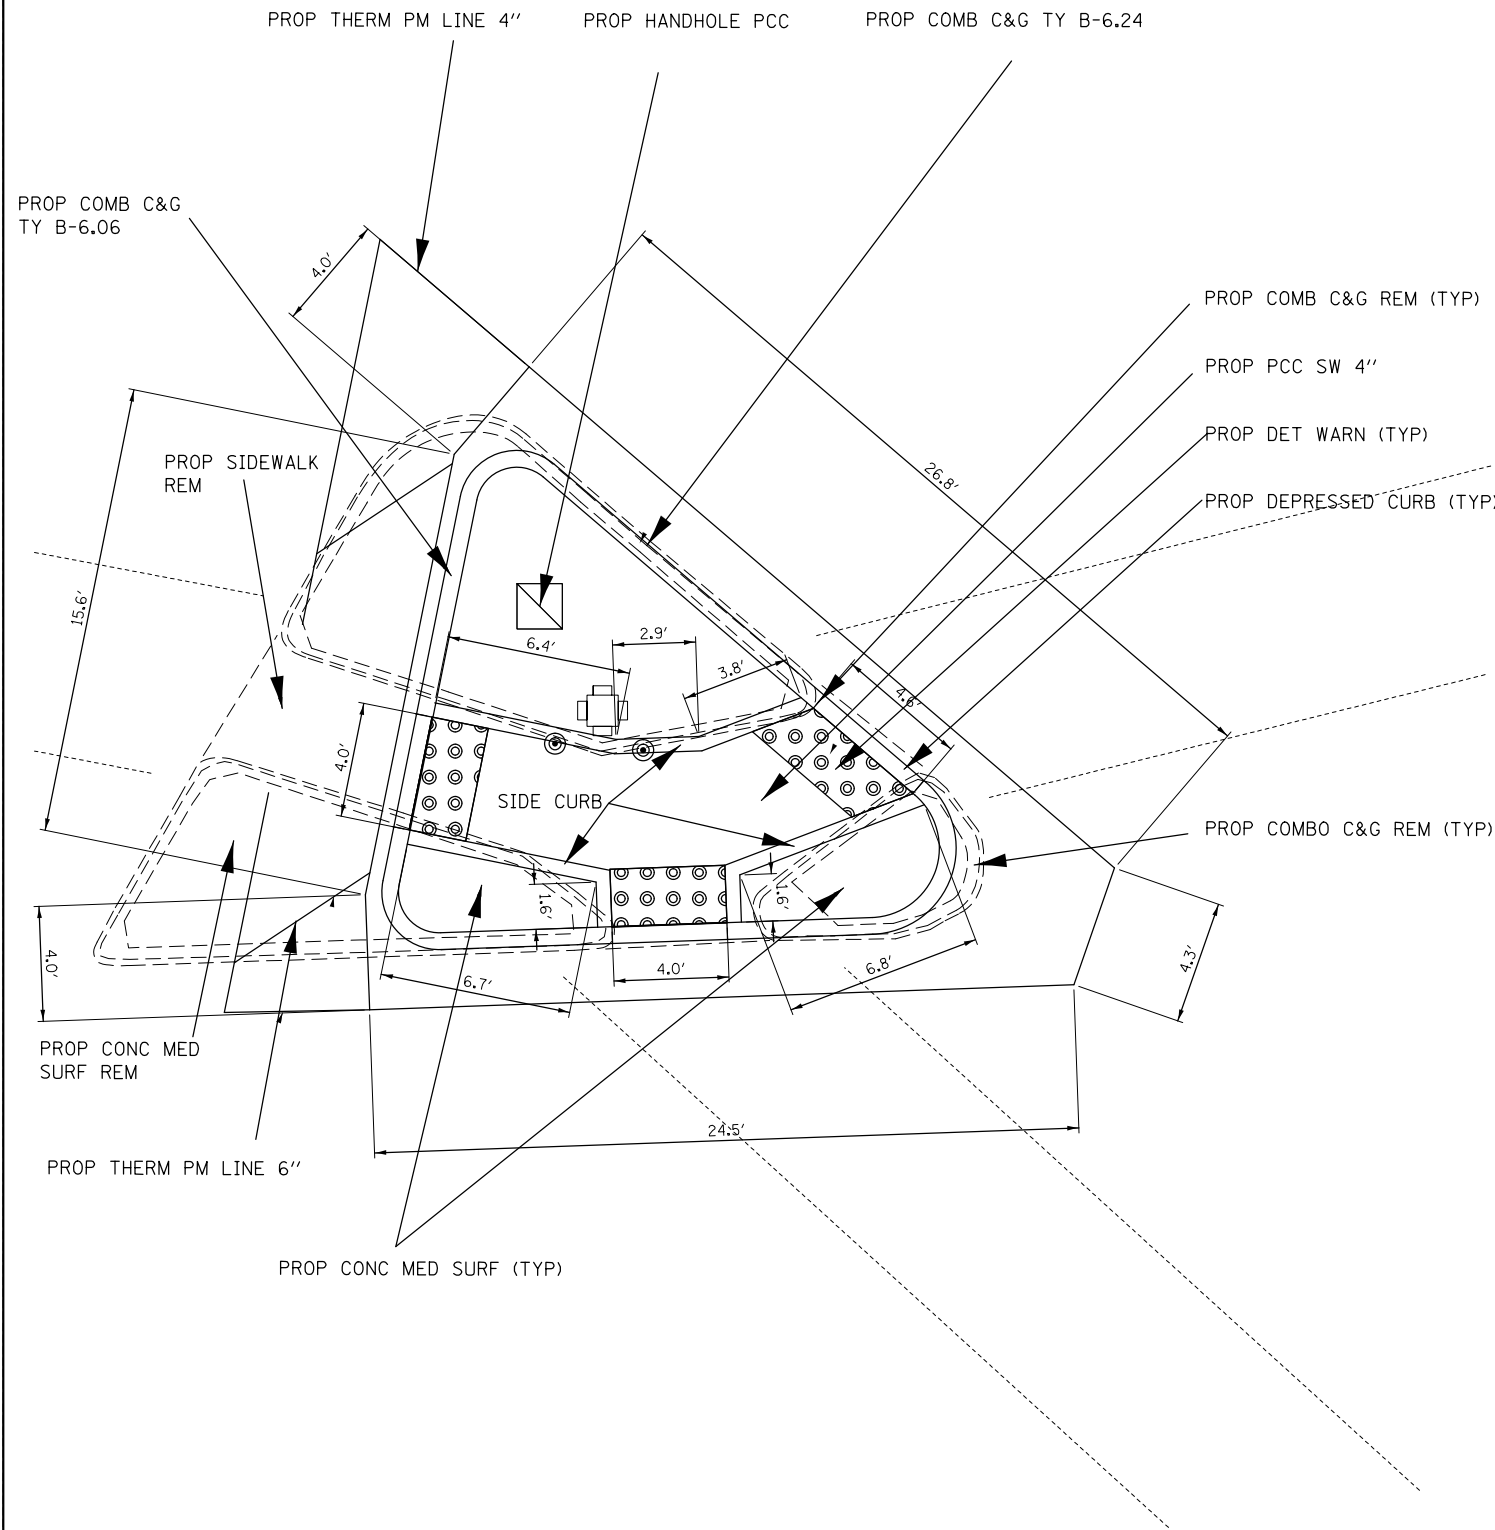 PROP THERM PM LINE 4''
PROP HANDHOLE PCC
PROP COMB C&G TY B-6.24
PROP COMB C&G
TY B-6.06
4.0'
PROP COMB C&G REM (TYP)
PROP PCC SW 4''
PROP DET WARN (TYP)
PROP SIDEWALK
REM
26.8'
PROP DEPRESSED CURB (TYP)
15.6'
6.4'
2.9'
3.8'
4.6'
4.0'
SIDE CURB
PROP COMBO C&G REM (TYP)
1.6'
1.6'
4.0'
6.7'
4.0'
6.8'
4.3'
PROP CONC MED
SURF REM
24.5'
PROP THERM PM LINE 6''
PROP CONC MED SURF (TYP)